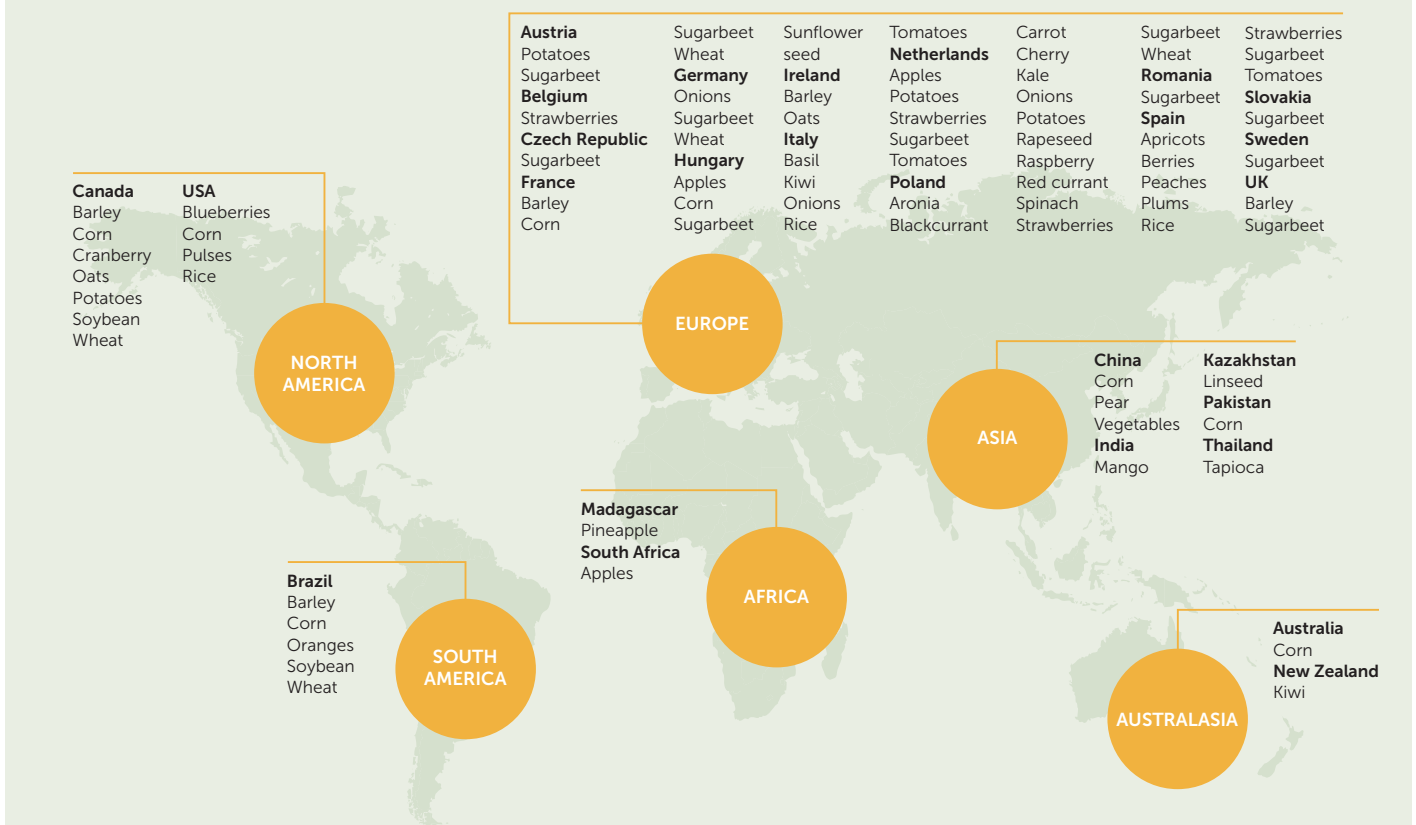 Austria
Potatoes
Sugarbeet
Belgium
Strawberries
Czech Republic
Sugarbeet
France
Barley
Corn
Sugarbeet
Wheat
Germany
Onions
Sugarbeet
Wheat
Hungary
Apples
Corn
Sugarbeet
Sunflower
seed
Ireland
Barley
Oats
Italy
Basil
Kiwi
Onions
Rice
Tomatoes
Netherlands
Apples
Potatoes
Strawberries
Sugarbeet
Tomatoes
Poland
Aronia
Blackcurrant
Carrot
Cherry
Kale
Onions
Potatoes
Rapeseed
Raspberry
Red currant
Spinach
Strawberries
Sugarbeet
Wheat
Romania
Sugarbeet
Spain
Apricots
Berries
Peaches
Plums
Rice
Strawberries
Sugarbeet
Tomatoes
Slovakia
Sugarbeet
Sweden
Sugarbeet
UK
Barley
Sugarbeet
EUROPE
Canada
Barley
Corn
Cranberry
Oats
Potatoes
Soybean
Wheat
USA
Blueberries
Corn
Pulses
Rice
NORTH
AMERICA
China
Corn
Pear
Vegetables
India
Mango
Kazakhstan
Linseed
Pakistan
Corn
Thailand
Tapioca
ASIA
Madagascar
Pineapple
South Africa
Apples
AFRICA
Brazil
Barley
Corn
Oranges
Soybean
Wheat
SOUTH
AMERICA
Australia
Corn
New Zealand
Kiwi
AUSTRALASIA